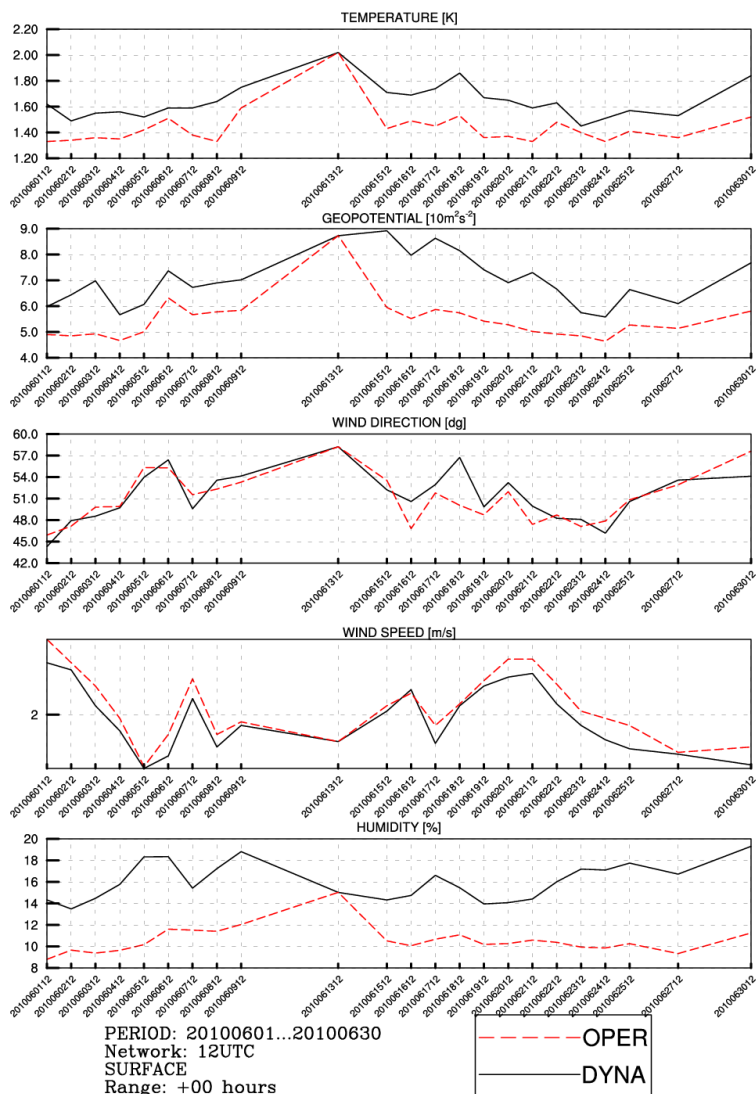 TEMPERATURE [K]
2.20
2.00
1.80
1.60
1.40
1.20
2010060112 2010060212 2010060312 2010060412 2010060512 2010060612 2010060712 2010060812 2010060912 2010061312 2010061512 2010061612 2010061712 2010061812 2010061912 2010062012 2010062112 2010062212 2010062312 2010062412 2010062512 2010062712 2010063012
GEOPOTENTIAL [10m²s⁻²]
9.0
8.0
7.0
6.0
5.0
4.0
2010060112 2010060212 2010060312 2010060412 2010060512 2010060612 2010060712 2010060812 2010060912 2010061312 2010061512 2010061612 2010061712 2010061812 2010061912 2010062012 2010062112 2010062212 2010062312 2010062412 2010062512 2010062712 2010063012
WIND DIRECTION [dg]
60.0
57.0
54.0
51.0
48.0
45.0
42.0
2010060112 2010060212 2010060312 2010060412 2010060512 2010060612 2010060712 2010060812 2010060912 2010061312 2010061512 2010061612 2010061712 2010061812 2010061912 2010062012 2010062112 2010062212 2010062312 2010062412 2010062512 2010062712 2010063012
WIND SPEED [m/s]
2
2010060112 2010060212 2010060312 2010060412 2010060512 2010060612 2010060712 2010060812 2010060912 2010061312 2010061512 2010061612 2010061712 2010061812 2010061912 2010062012 2010062112 2010062212 2010062312 2010062412 2010062512 2010062712 2010063012
HUMIDITY [%]
20
18
16
14
12
10
8
2010060112 2010060212 2010060312 2010060412 2010060512 2010060612 2010060712 2010060812 2010060912 2010061312 2010061512 2010061612 2010061712 2010061812 2010061912 2010062012 2010062112 2010062212 2010062312 2010062412 2010062512 2010062712 2010063012
PERIOD: 20100601...20100630
Network: 12UTC
SURFACE
Range: +00 hours
OPER
DYNA